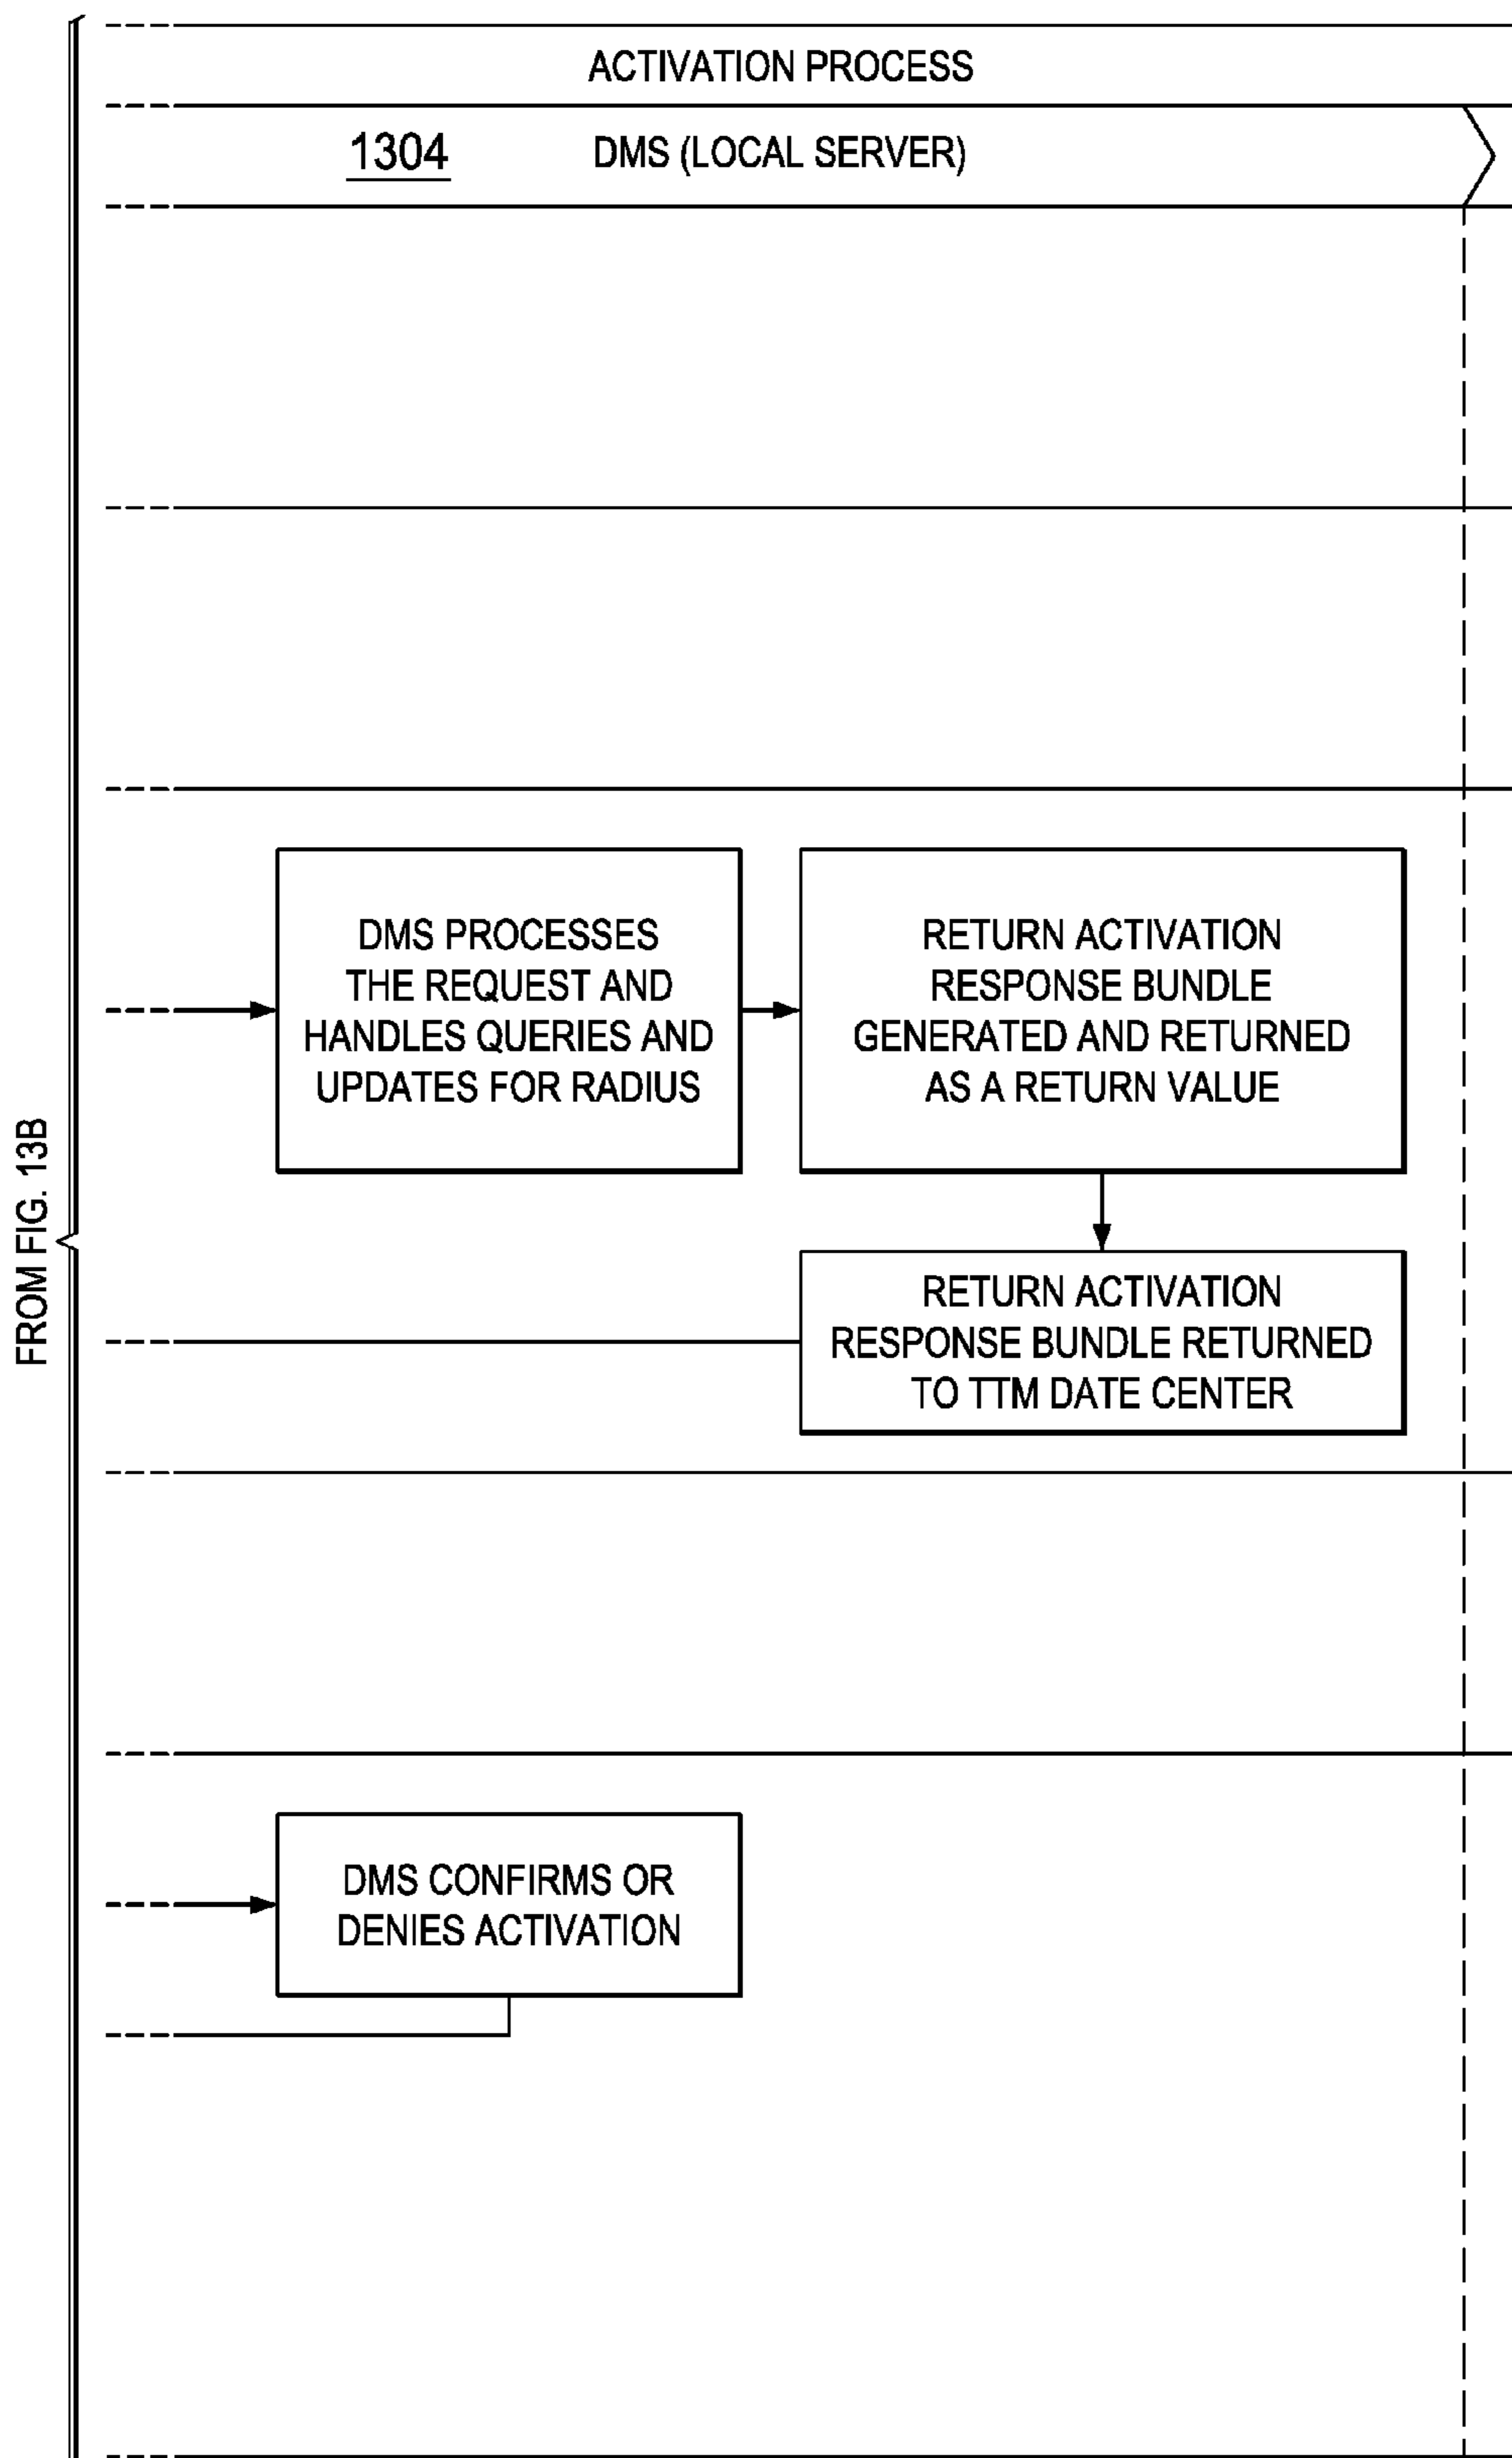 ACTIVATION PROCESS
1304 DMS (LOCAL SERVER)
DMS PROCESSES
THE REQUEST AND
HANDLES QUERIES AND
UPDATES FOR RADIUS
RETURN ACTIVATION
RESPONSE BUNDLE
GENERATED AND RETURNED
AS A RETURN VALUE
FROM FIG. 13B
RETURN ACTIVATION
RESPONSE BUNDLE RETURNED
TO TTM DATE CENTER
DMS CONFIRMS OR
DENIES ACTIVATION